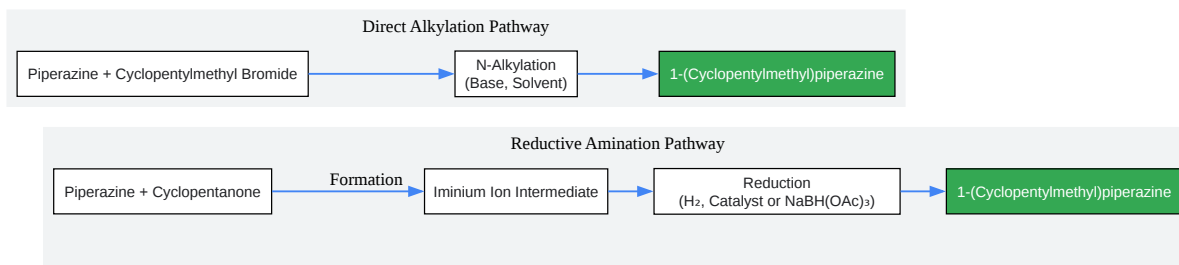 Direct Alkylation Pathway
Piperazine + Cyclopentylmethyl Bromide
N-Alkylation
(Base, Solvent)
1-(Cyclopentylmethyl)piperazine
Reductive Amination Pathway
Piperazine + Cyclopentanone
Formation
Iminium Ion Intermediate
Reduction
(H₂, Catalyst or NaBH(OAc)₃)
1-(Cyclopentylmethyl)piperazine